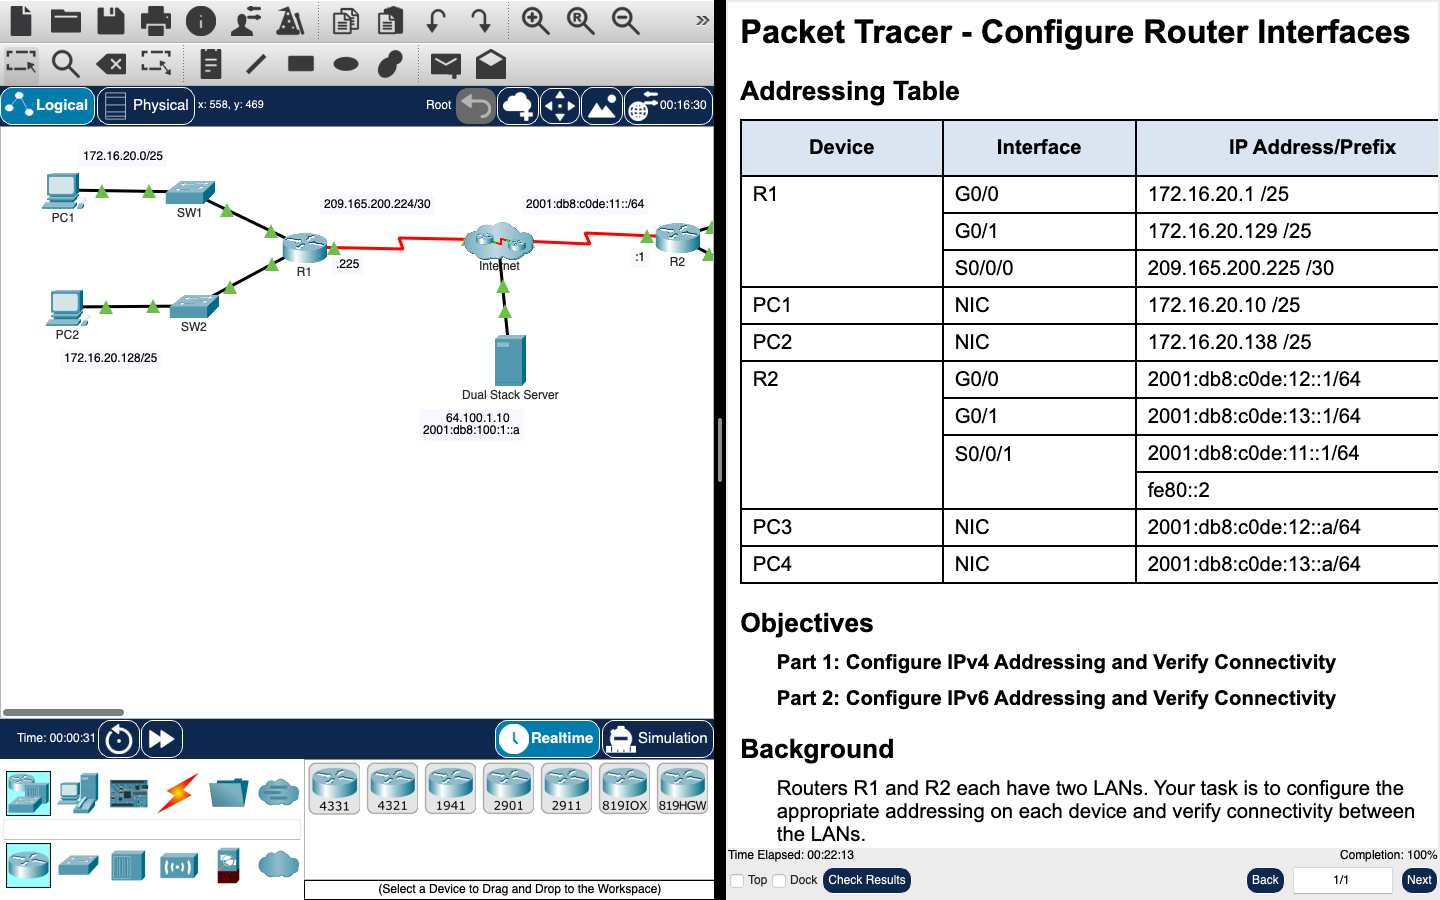 Logical
Physical
x: 558, y: 469
Root
00:16:30
172.16.20.0/25
PC1
SW1
209.165.200.224/30
2001:db8:c0de:11::/64
R1
.225
Internet
:1
R2
PC2
SW2
172.16.20.128/25
Dual Stack Server
64.100.1.10
2001:db8:100:1::a
Time: 00:00:31
Realtime
Simulation
4331
4321
1941
2901
2911
819IOX
819HGW
(Select a Device to Drag and Drop to the Workspace)
Packet Tracer - Configure Router Interfaces
Addressing Table
Device Interface IP Address/Prefix
R1 G0/0 172.16.20.1 /25
G0/1 172.16.20.129 /25
S0/0/0 209.165.200.225 /30
PC1 NIC 172.16.20.10 /25
PC2 NIC 172.16.20.138 /25
R2 G0/0 2001:db8:c0de:12::1/64
G0/1 2001:db8:c0de:13::1/64
S0/0/1 2001:db8:c0de:11::1/64
fe80::2
PC3 NIC 2001:db8:c0de:12::a/64
PC4 NIC 2001:db8:c0de:13::a/64
Objectives
Part 1: Configure IPv4 Addressing and Verify Connectivity
Part 2: Configure IPv6 Addressing and Verify Connectivity
Background
Routers R1 and R2 each have two LANs. Your task is to configure the
appropriate addressing on each device and verify connectivity between
the LANs.
Time Elapsed: 00:22:13
Completion: 100%
Top
Dock
Check Results
Back
1/1
Next